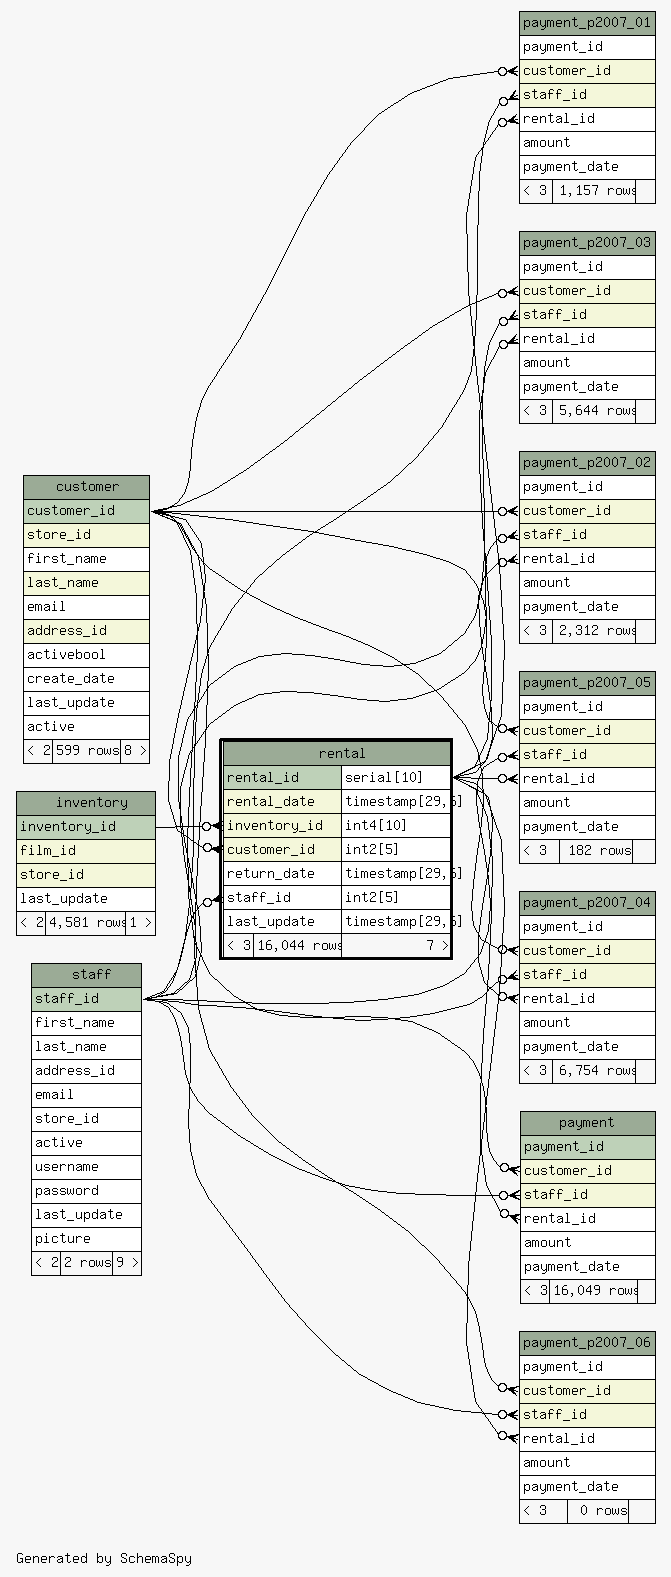 payment_p2007_01
payment_id
customer_id
staff_id
rental_id
amount
payment_date
< 3 1,157 rows
payment_p2007_03
payment_id
customer_id
staff_id
rental_id
amount
payment_date
< 3 5,644 rows
payment_p2007_02
payment_id
customer_id
staff_id
rental_id
amount
payment_date
< 3 2,312 rows
payment_p2007_05
payment_id
customer_id
staff_id
rental_id
amount
payment_date
< 3 182 rows
payment_p2007_04
payment_id
customer_id
staff_id
rental_id
amount
payment_date
< 3 6,754 rows
payment
payment_id
customer_id
staff_id
rental_id
amount
payment_date
< 3 16,049 rows
payment_p2007_06
payment_id
customer_id
staff_id
rental_id
amount
payment_date
< 3 0 rows
customer
customer_id
store_id
first_name
last_name
email
address_id
activebool
create_date
last_update
active
< 2 599 rows 8 >
inventory
inventory_id
film_id
store_id
last_update
< 2 4,581 rows 1 >
staff
staff_id
first_name
last_name
address_id
email
store_id
active
username
password
last_update
picture
< 2 2 rows 9 >
rental
rental_id serial[10]
rental_date timestamp[29,6]
inventory_id int4[10]
customer_id int2[5]
return_date timestamp[29,6]
staff_id int2[5]
last_update timestamp[29,6]
< 3 16,044 rows 7 >
Generated by SchemaSpy